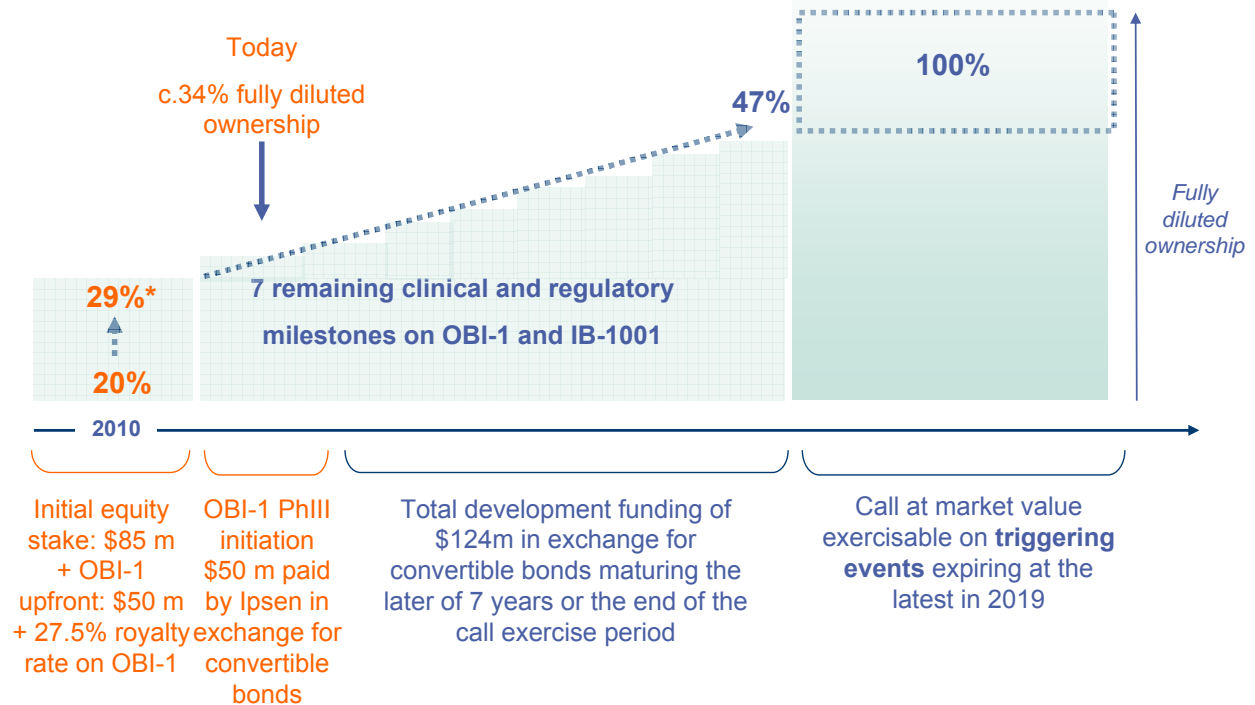 Today
c.34% fully diluted
ownership
47%
100%
Fully
diluted
ownership
29%*
20%
7 remaining clinical and regulatory
milestones on OBI-1 and IB-1001
2010
Initial equity
stake: $85 m
+ OBI-1
upfront: $50 m
+ 27.5% royalty
rate on OBI-1
OBI-1 PhIII
initiation
$50 m paid
by Ipsen in
exchange for
convertible
bonds
Total development funding of
$124m in exchange for
convertible bonds maturing the
later of 7 years or the end of the
call exercise period
Call at market value
exercisable on triggering
events expiring at the
latest in 2019